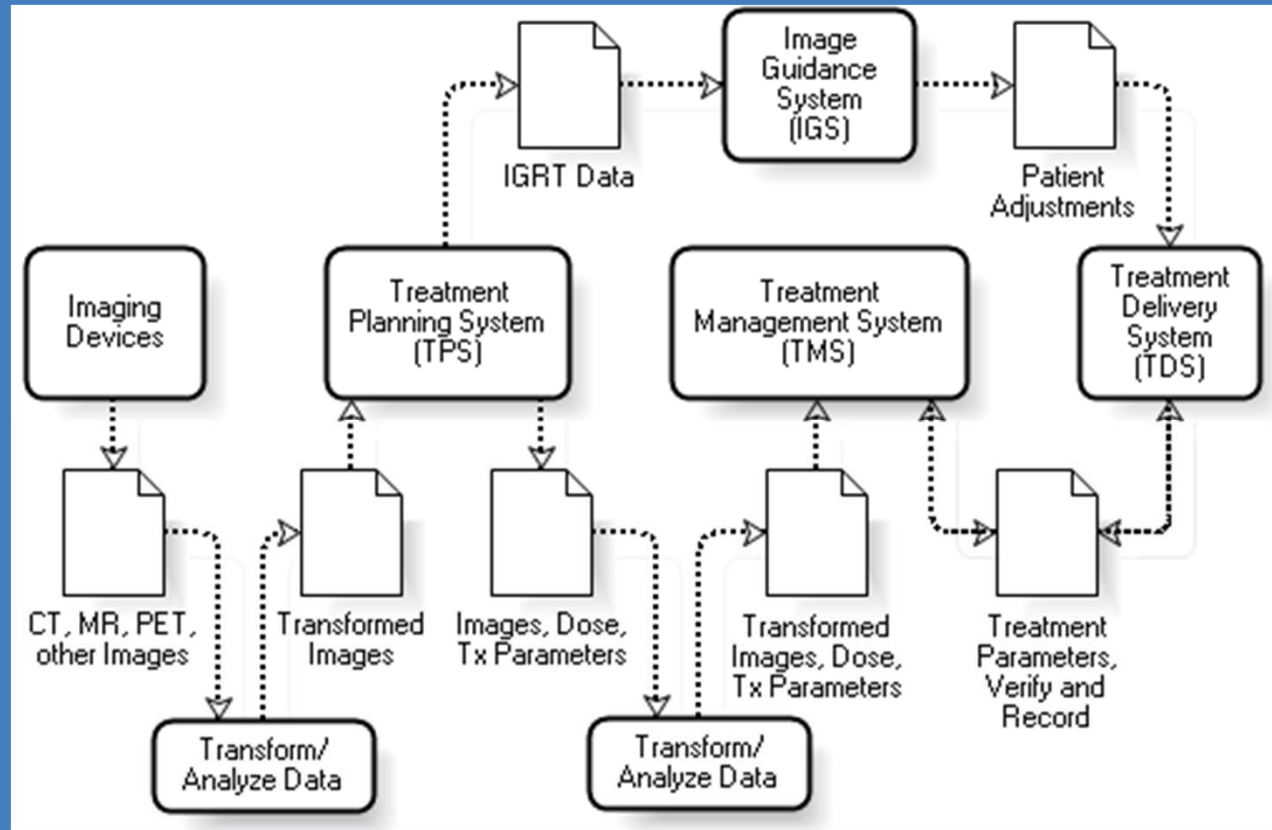 Image
Guidance
System
(IGS)
IGRT Data
Patient
Adjustments
Imaging
Devices
Treatment
Planning System
(TPS)
Treatment
Management System
(TMS)
Treatment
Delivery
System
(TDS)
CT, MR, PET,
other Images
Transformed
Images
Images, Dose,
Tx Parameters
Transformed
Images, Dose,
Tx Parameters
Treatment
Parameters,
Verify and
Record
Transform/
Analyze Data
Transform/
Analyze Data